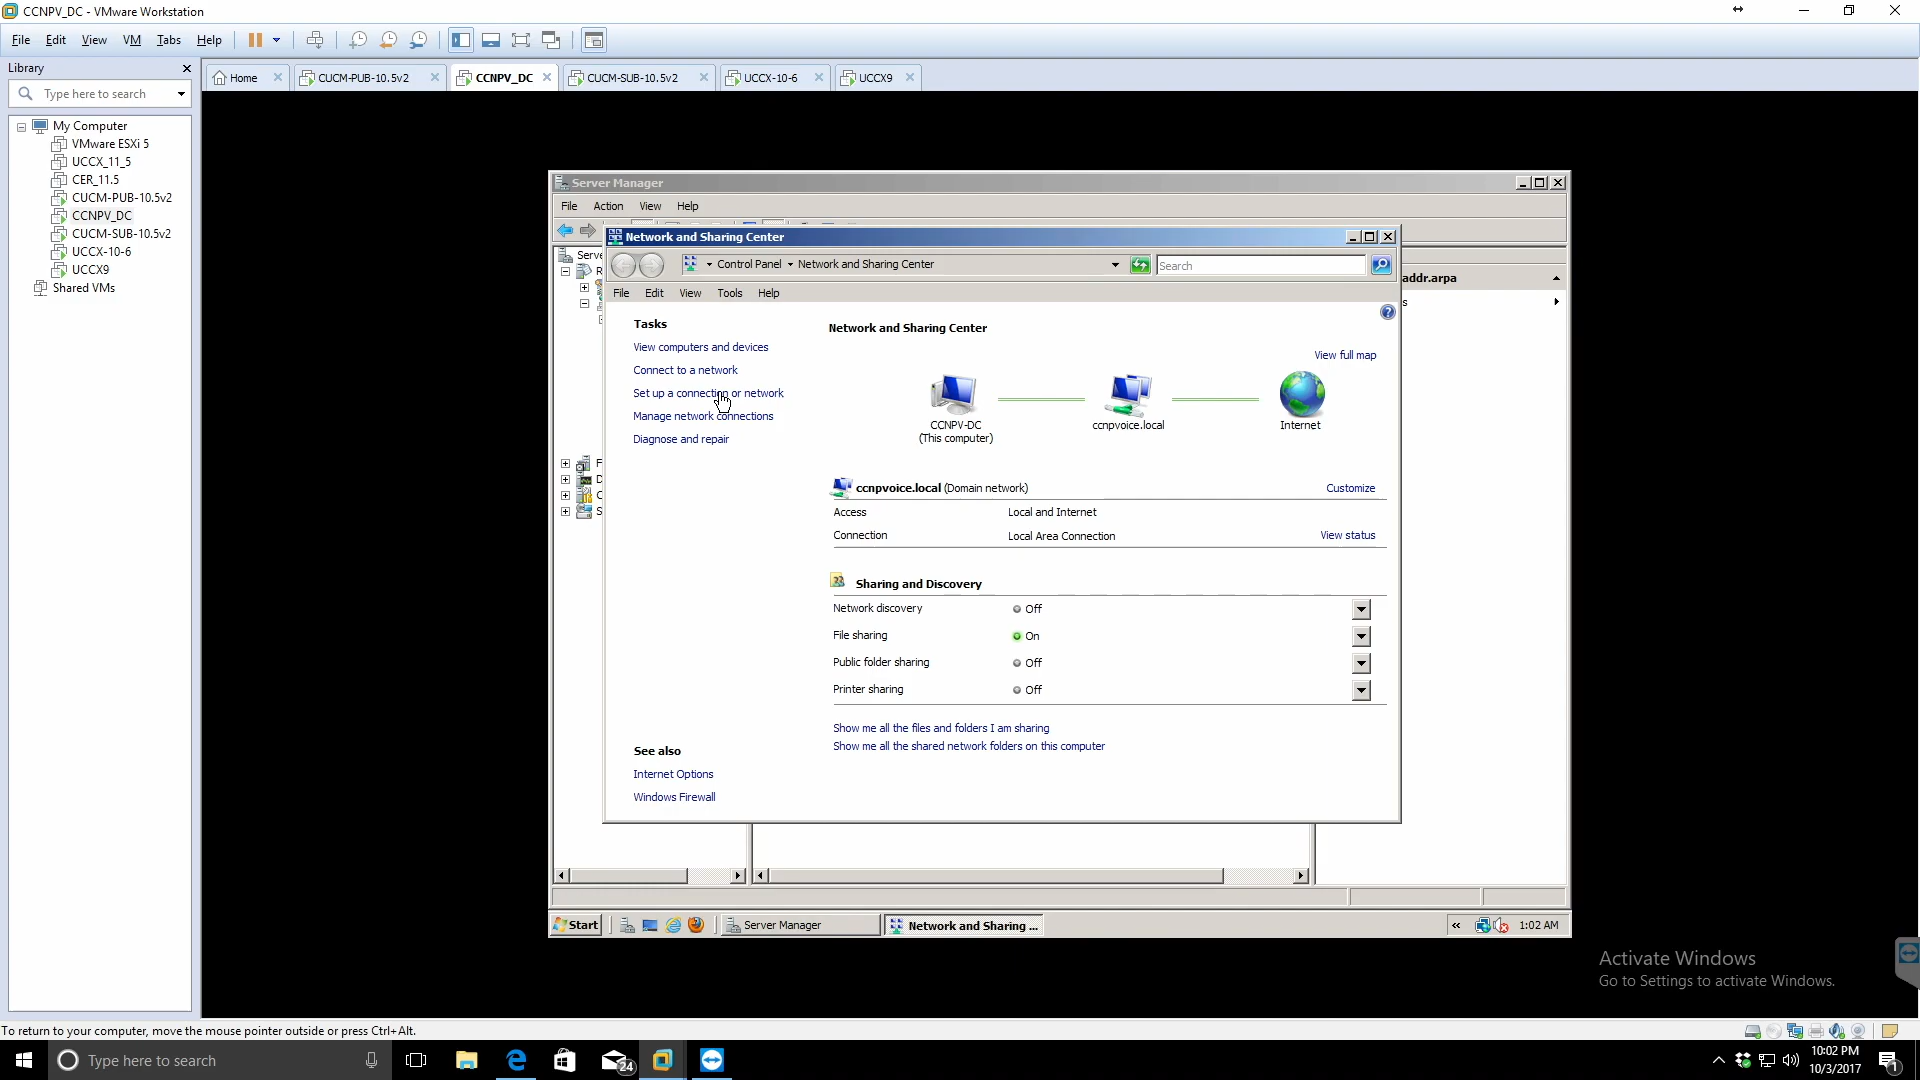 CCNPV_DC - VMware Workstation
File Edit View VM Tabs Help
Library
Type here to search
Home
CUCM-PUB-10.5v2
CCNPV_DC
CUCM-SUB-10.5v2
UCCX-10-6
UCCX9
My Computer
VMware ESXi 5
UCCX_11_5
CER_11.5
CUCM-PUB-10.5v2
CCNPV_DC
CUCM-SUB-10.5v2
UCCX-10-6
UCCX9
Shared VMs
Server Manager
File Action View Help
Serve
addr.arpa
s
Network and Sharing Center
Control Panel Network and Sharing Center
Search
File Edit View Tools Help
Tasks
View computers and devices
Connect to a network
Set up a connection or network
Manage network connections
Diagnose and repair
See also
Internet Options
Windows Firewall
Network and Sharing Center
View full map
CCNPV-DC
(This computer)
ccnpvoice.local
Internet
ccnpvoice.local (Domain network) Customize
Access Local and Internet
Connection Local Area Connection View status
Sharing and Discovery
Network discovery Off
File sharing On
Public folder sharing Off
Printer sharing Off
Show me all the files and folders I am sharing
Show me all the shared network folders on this computer
Start
Server Manager
Network and Sharing ...
1:02 AM
Activate Windows
Go to Settings to activate Windows.
To return to your computer, move the mouse pointer outside or press Ctrl+Alt.
Type here to search
24
10:02 PM
10/3/2017
1